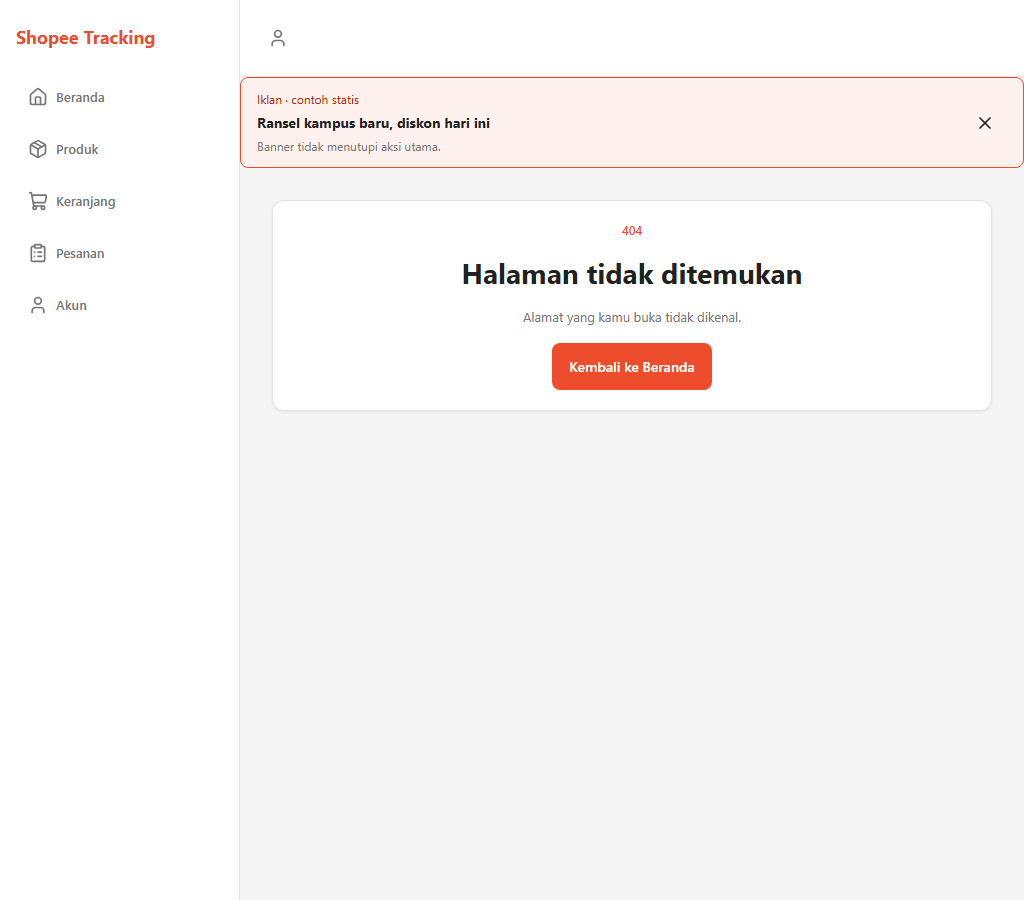 Shopee Tracking
Beranda
Produk
Keranjang
Pesanan
Akun
Iklan · contoh statis
Ransel kampus baru, diskon hari ini
Banner tidak menutupi aksi utama.
404
Halaman tidak ditemukan
Alamat yang kamu buka tidak dikenal.
Kembali ke Beranda